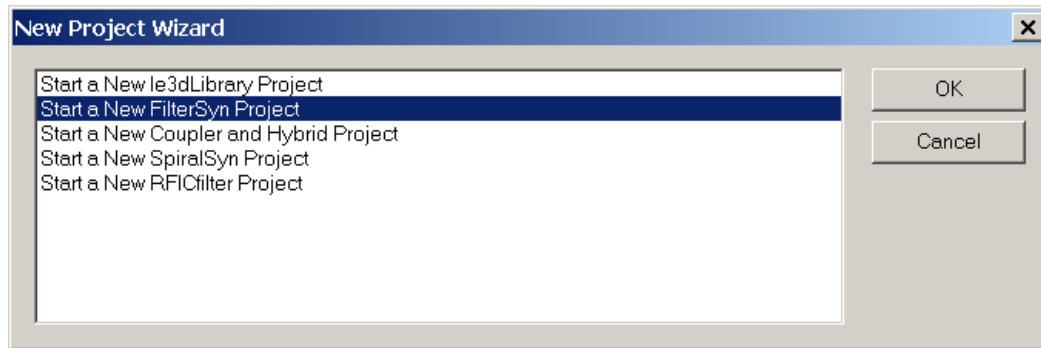 New Project Wizard
Start a New Ie3dLibrary Project
Start a New FilterSyn Project
Start a New Coupler and Hybrid Project
Start a New SpiralSyn Project
Start a New RFICfilter Project
OK
Cancel